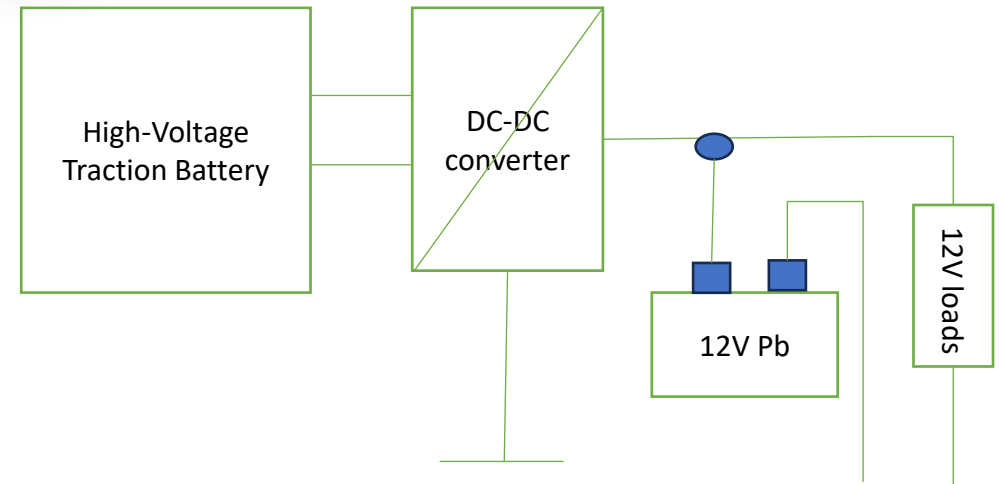 High-Voltage
Traction Battery
DC-DC
converter
12V Pb
12V loads